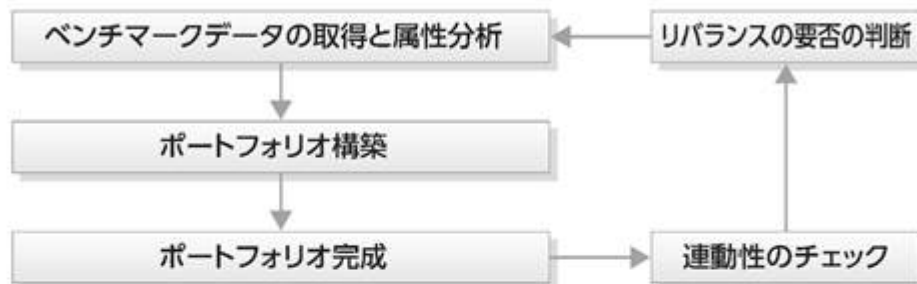 ベンチマークデータの取得と属性分析
リバランスの要否の判断
ポートフォリオ構築
ポートフォリオ完成
連動性のチェック